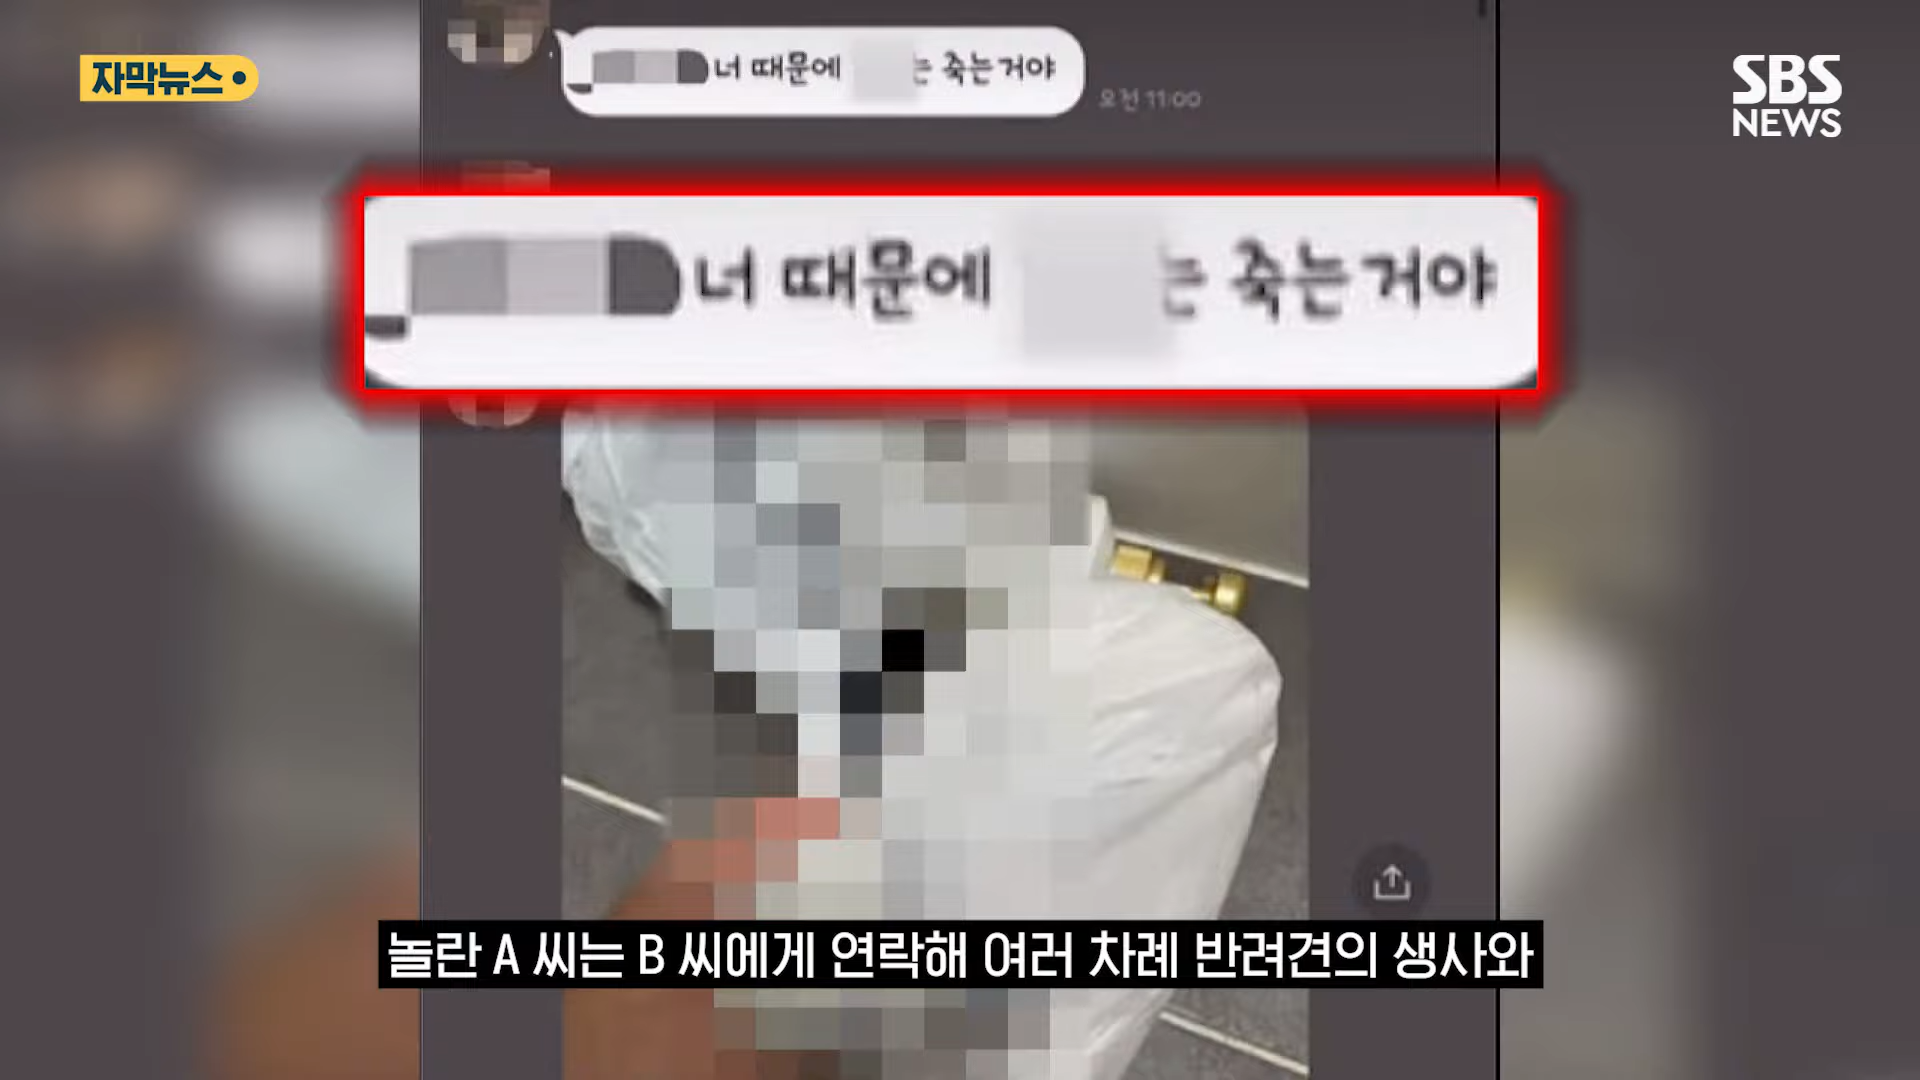 자막뉴스
SBS
NEWS
너 때문에 는 죽는거야
오전 11:00
너 때문에 는 죽는거야
놀란 A 씨는 B 씨에게 연락해 여러 차례 반려견의 생사와